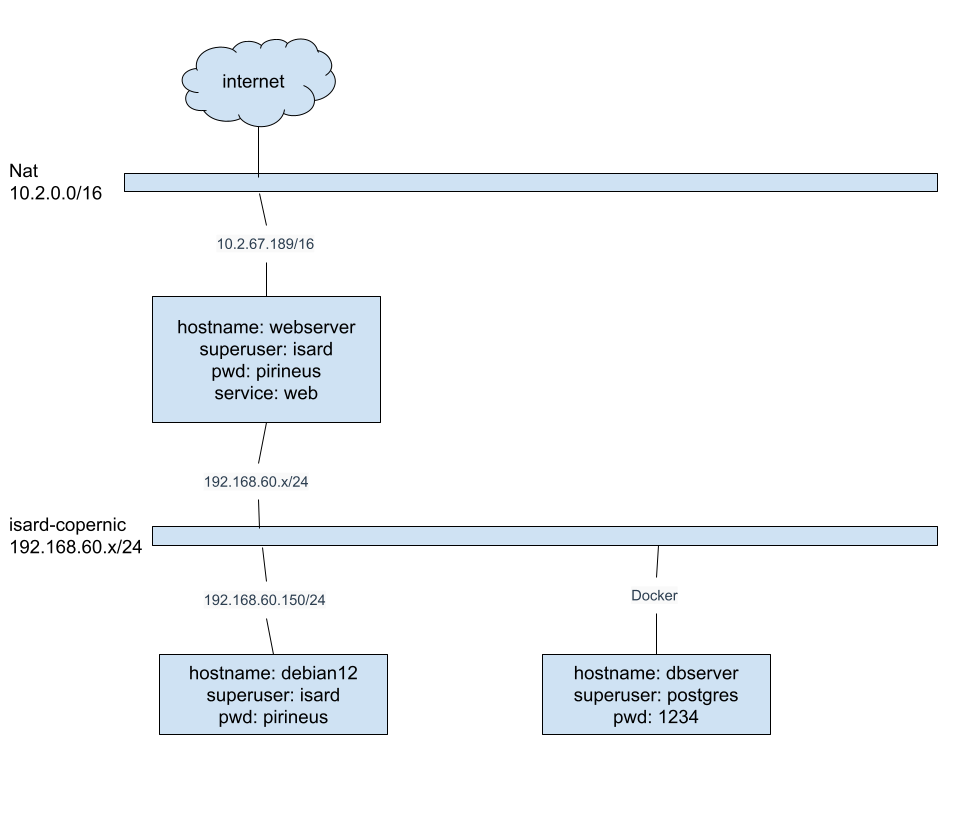 internet
Nat
10.2.0.0/16
10.2.67.189/16
hostname: webserver
superuser: isard
pwd: pirineus
service: web
192.168.60.x/24
isard-copernic
192.168.60.x/24
192.168.60.150/24
Docker
hostname: debian12
superuser: isard
pwd: pirineus
hostname: dbserver
superuser: postgres
pwd: 1234